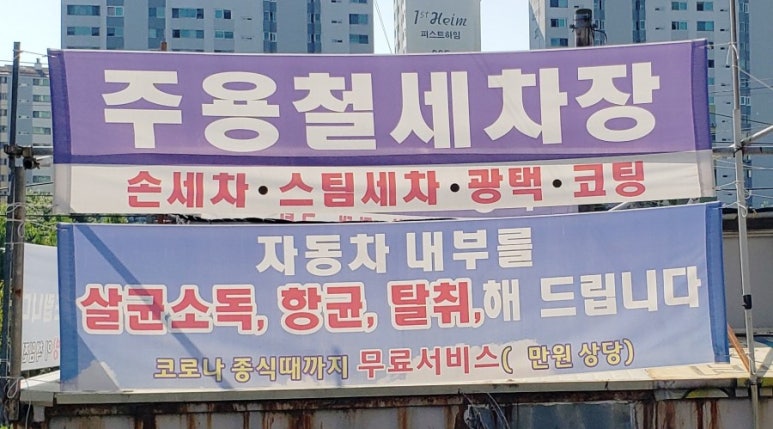 1st Heim
퍼스트하임
주용철세차장
손세차·스팀세차·광택·코팅
자동차 내부를
살균소독, 항균, 탈취,해 드립니다
코로나 종식때까지 무료서비스( 만원 상당)